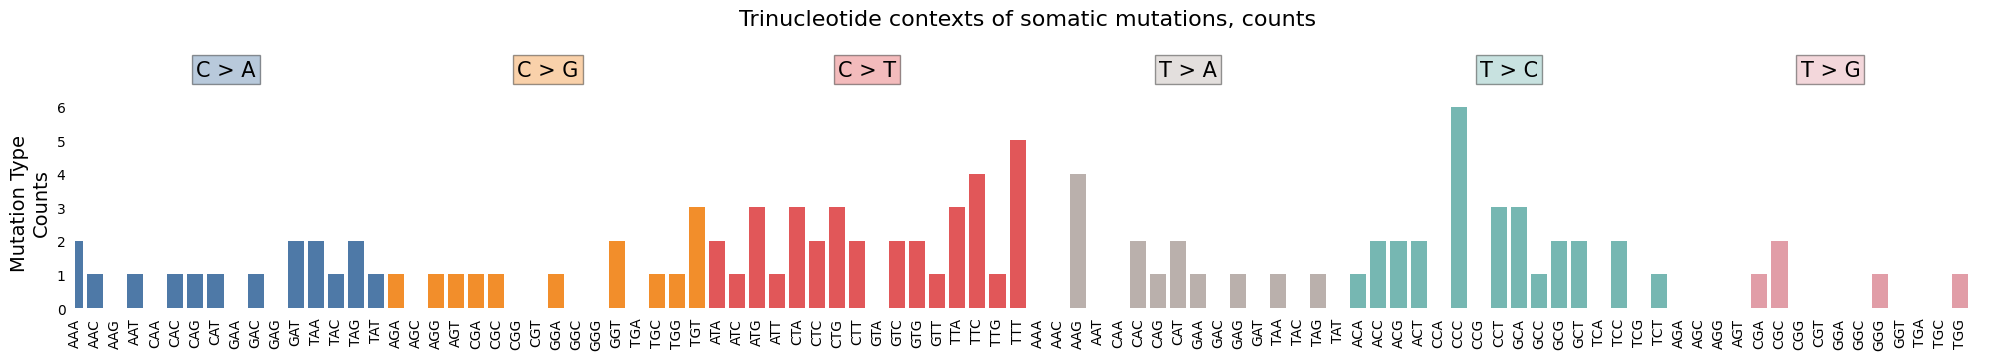 Trinucleotide contexts of somatic mutations, counts
C > A C > G C > T T > A T > C T > G
Mutation Type
Counts
6
5
4
3
2
1
0
AAA AAC AAG AAT CAA CAC CAG CAT GAA GAC GAG GAT TAA TAC TAG TAT AGA AGC AGG AGT CGA CGC CGG CGT GGA GGC GGG GGT TGA TGC TGG TGT ATA ATC ATG ATT CTA CTC CTG CTT GTA GTC GTG GTT TTA TTC TTG TTT AAA AAC AAG AAT CAA CAC CAG CAT GAA GAC GAG GAT TAA TAC TAG TAT ACA ACC ACG ACT CCA CCC CCG CCT GCA GCC GCG GCT TCA TCC TCG TCT AGA AGC AGG AGT CGA CGC CGG CGT GGA GGC GGG GGT TGA TGC TGG